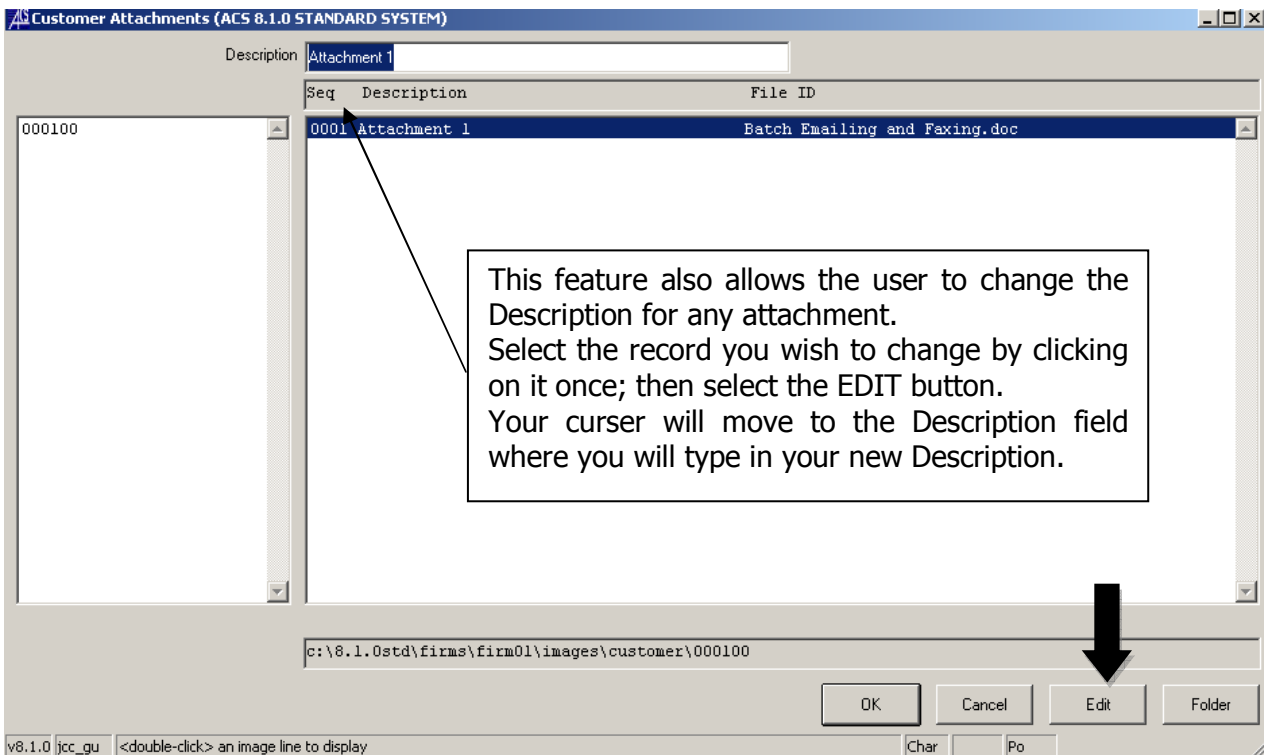 Customer Attachments (ACS 8.1.0 STANDARD SYSTEM)
Description Attachment 1
Seq Description File ID
000100
0001 Attachment 1 Batch Emailing and Faxing.doc
This feature also allows the user to change the
Description for any attachment.
Select the record you wish to change by clicking
on it once; then select the EDIT button.
Your curser will move to the Description field
where you will type in your new Description.
c:\8.1.0std\firms\firm01\images\customer\000100
OK Cancel Edit Folder
v8.1.0 jcc_gu <double-click> an image line to display Char Po